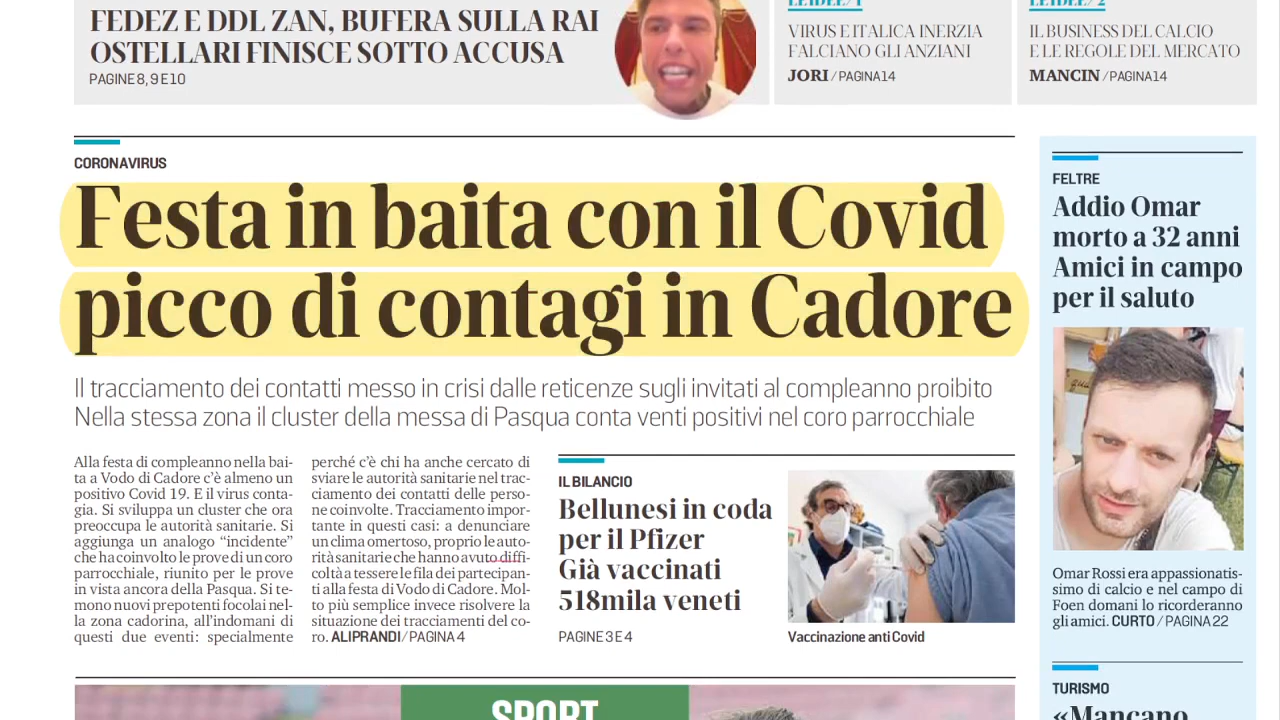 FEDEZ E DDL ZAN, BUFERA SULLA RAI
OSTELLARI FINISCE SOTTO ACCUSA
PAGINE 8, 9 E 10
VIRUS E ITALICA INERZIA
FALCIANO GLI ANZIANI
JORI / PAGINA 14
IL BUSINESS DEL CALCIO
E LE REGOLE DEL MERCATO
MANCIN / PAGINA 14
CORONAVIRUS
Festa in baita con il Covid
picco di contagi in Cadore
Il tracciamento dei contatti messo in crisi dalle reticenze sugli invitati al compleanno proibito
Nella stessa zona il cluster della messa di Pasqua conta venti positivi nel coro parrocchiale
Alla festa di compleanno nella bai-
ta a Vodo di Cadore c'è almeno un
positivo Covid 19. E il virus conta-
gia. Si sviluppa un cluster che ora
preoccupa le autorità sanitarie. Si
aggiunga un analogo “incidente”
che ha coinvolto le prove di un coro
parrocchiale, riunito per le prove
in vista ancora della Pasqua. Si te-
mono nuovi prepotenti focolai nel-
la zona cadorina, all'indomani di
questi due eventi: specialmente
perché c'è chi ha anche cercato di
sviare le autorità sanitarie nel trac-
ciamento dei contatti delle perso-
ne coinvolte. Tracciamento impor-
tante in questi casi: a denunciare
un clima omertoso, proprio le auto-
rità sanitarie che hanno avuto diffi-
coltà a tessere le fila dei partecipan-
ti alla festa di Vodo di Cadore. Mol-
to più semplice invece risolvere la
situazione dei tracciamenti del co-
ro. ALIPRANDI / PAGINA 4
IL BILANCIO
Bellunesi in coda
per il Pfizer
Già vaccinati
518mila veneti
PAGINE 3 E 4
Vaccinazione anti Covid
FELTRE
Addio Omar
morto a 32 anni
Amici in campo
per il saluto
Omar Rossi era appassionatis-
simo di calcio e nel campo di
Foen domani lo ricorderanno
gli amici. CURTO / PAGINA 22
TURISMO
«Mancano
SPORT